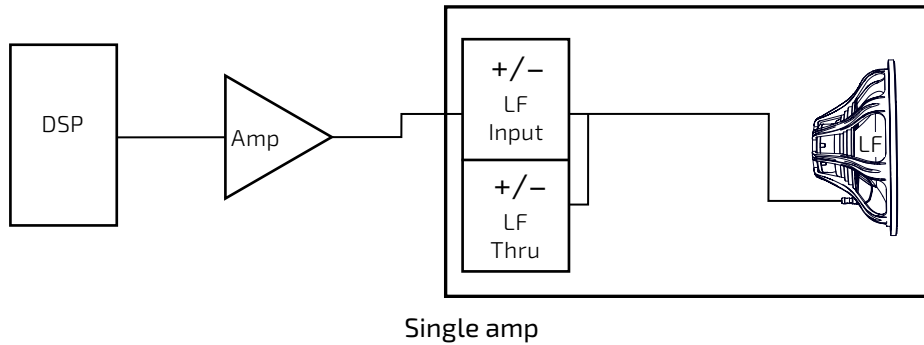 DSP
Amp
+/−
LF
Input
+/−
LF
Thru
LF
Single amp